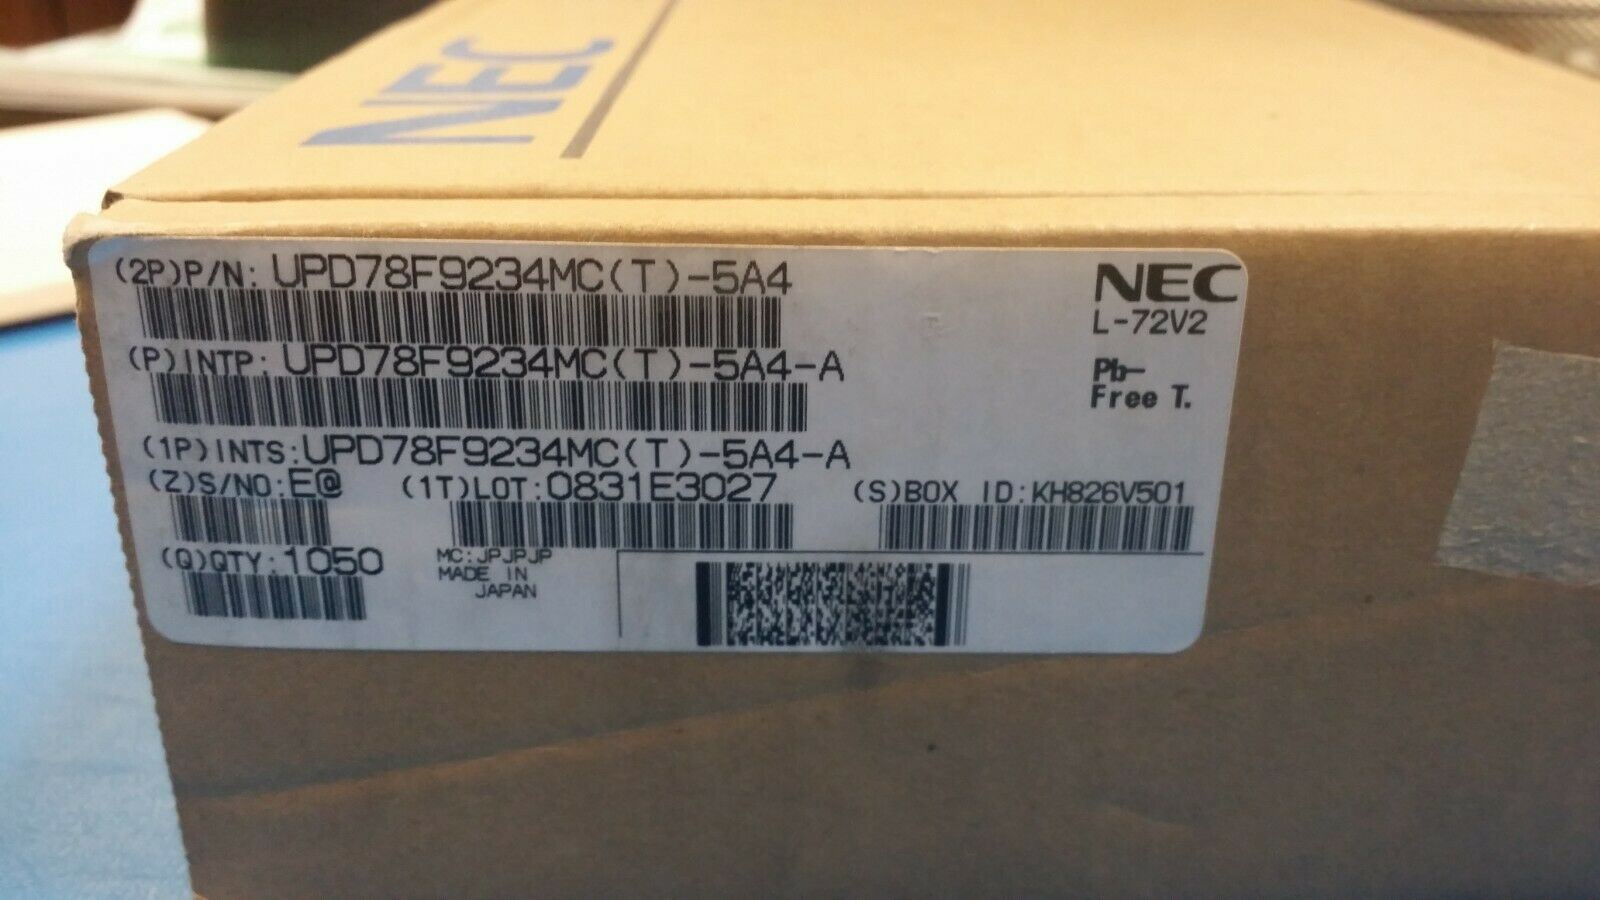 NEC
(2P)P/N: UPD78F9234MC(T)-5A4
NEC
L-72V2
(P)INTP: UPD78F9234MC(T)-5A4-A
Pb-
Free T.
(1P)INTS: UPD78F9234MC(T)-5A4-A
(Z)S/NO: E@ (1T)LOT: 0831E3027 (S)BOX ID: KH826V501
(Q)QTY: 1050
MC: JPJPJP
MADE IN
JAPAN